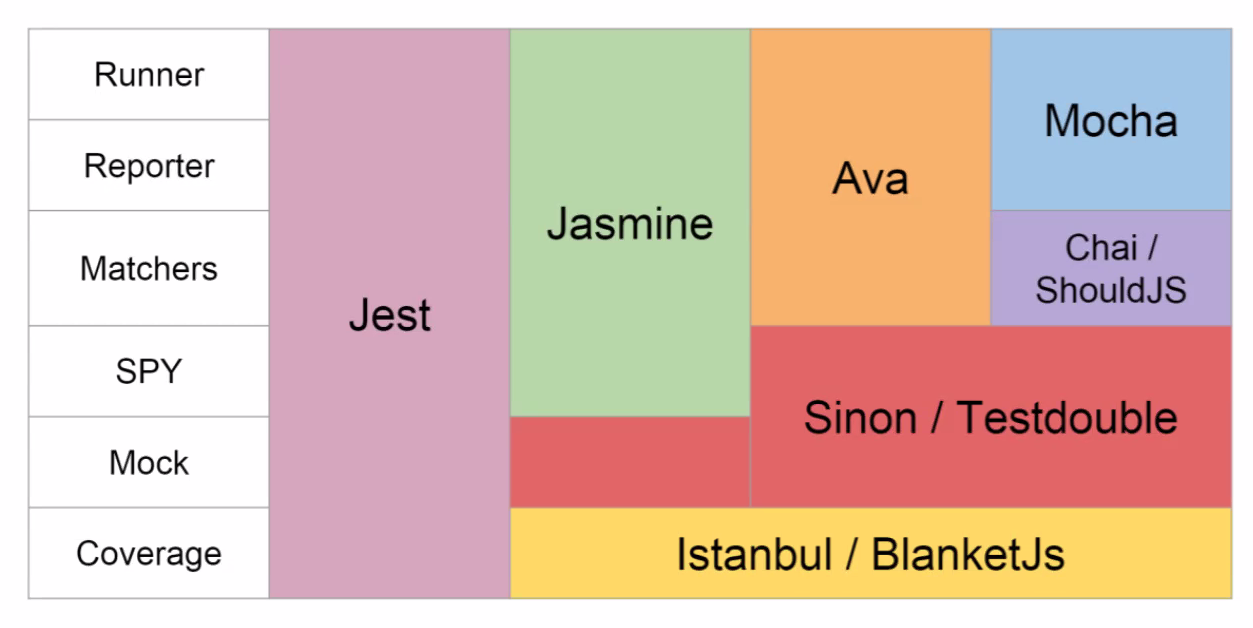 Runner
Reporter
Matchers
SPY
Mock
Coverage
Jest
Jasmine
Ava
Mocha
Chai /
ShouldJS
Sinon / Testdouble
Istanbul / BlanketJs